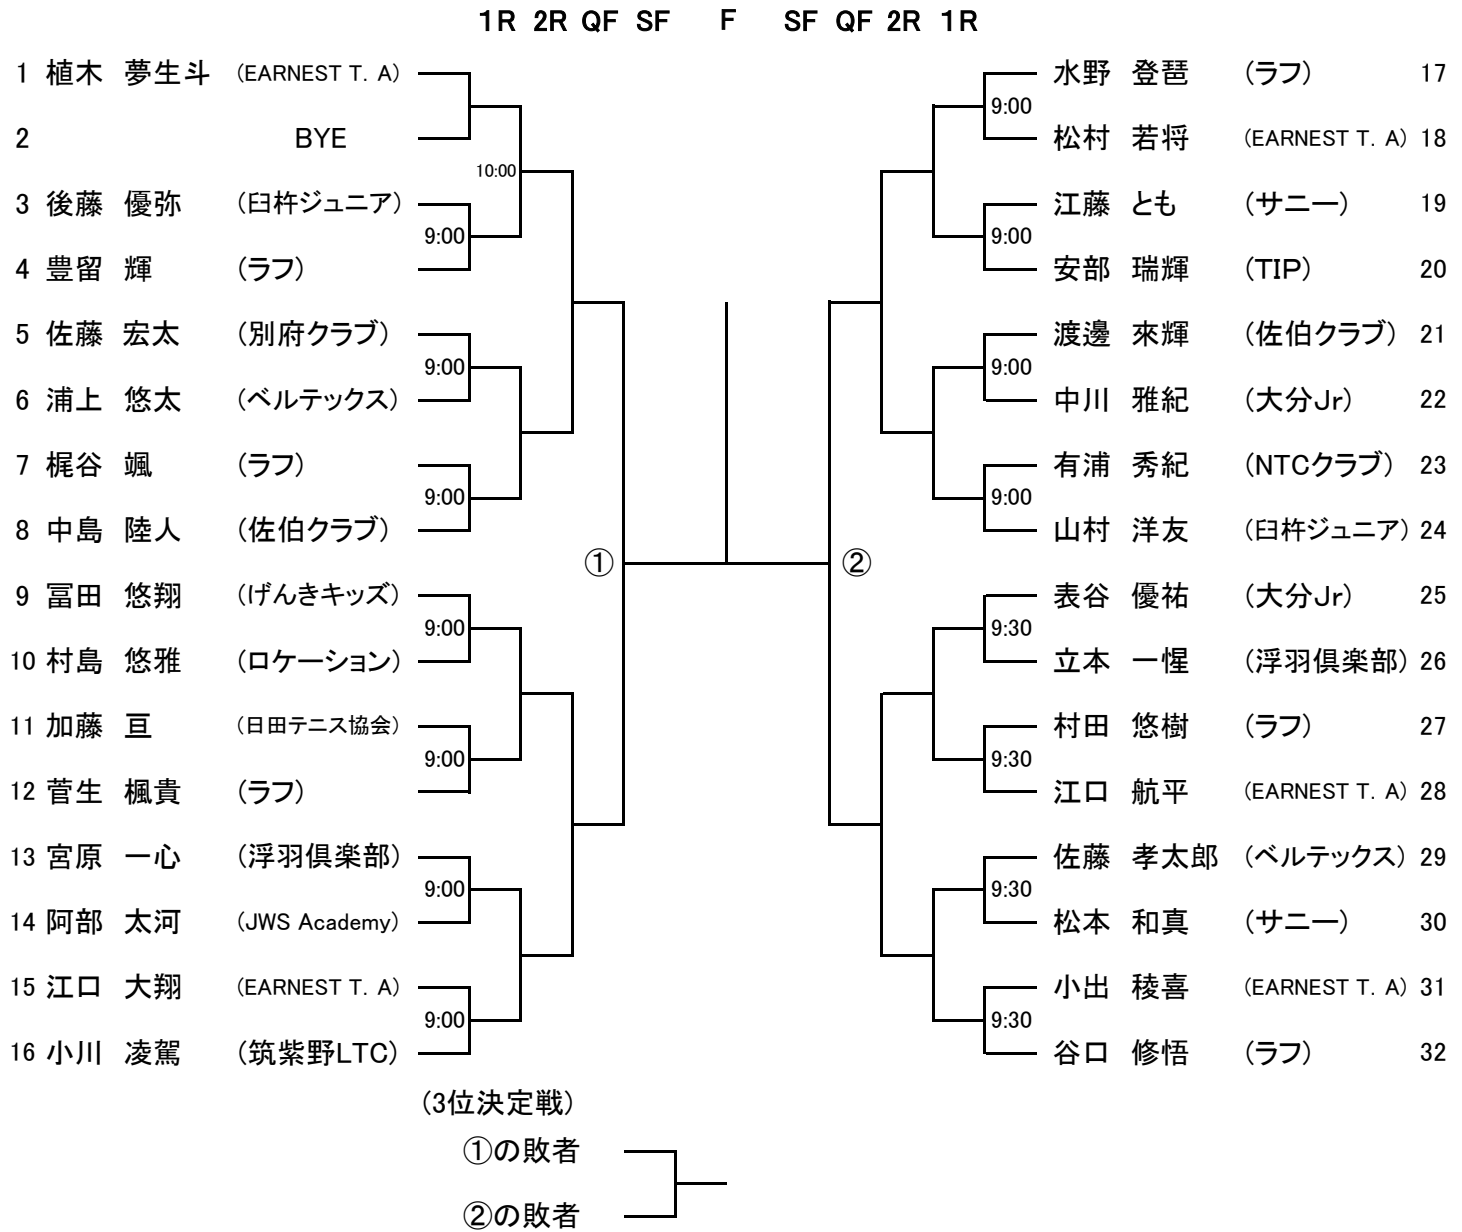 1R 2R QF SF F SF QF 2R 1R
1 植木 夢生斗 (EARNEST T. A) 水野 登琶 (ラフ) 17
9:00
2 BYE 松村 若将 (EARNEST T. A) 18
10:00
3 後藤 優弥 (臼杵ジュニア) 江藤 とも (サニー) 19
9:00 9:00
4 豊留 輝 (ラフ) 安部 瑞輝 (TIP) 20
5 佐藤 宏太 (別府クラブ) 渡邊 來輝 (佐伯クラブ) 21
9:00 9:00
6 浦上 悠太 (ベルテックス) 中川 雅紀 (大分Jr) 22
7 梶谷 颯 (ラフ) 有浦 秀紀 (NTCクラブ) 23
9:00 9:00
8 中島 陸人 (佐伯クラブ) 山村 洋友 (臼杵ジュニア) 24
① ②
9 冨田 悠翔 (げんきキッズ) 表谷 優祐 (大分Jr) 25
9:00 9:30
10 村島 悠雅 (ロケーション) 立本 一惺 (浮羽倶楽部) 26
11 加藤 亘 (日田テニス協会) 村田 悠樹 (ラフ) 27
9:00 9:30
12 菅生 楓貴 (ラフ) 江口 航平 (EARNEST T. A) 28
13 宮原 一心 (浮羽倶楽部) 佐藤 孝太郎 (ベルテックス) 29
9:00 9:30
14 阿部 太河 (JWS Academy) 松本 和真 (サニー) 30
15 江口 大翔 (EARNEST T. A) 小出 稜喜 (EARNEST T. A) 31
9:00 9:30
16 小川 凌駕 (筑紫野LTC) 谷口 修悟 (ラフ) 32
(3位決定戦)
①の敗者
②の敗者